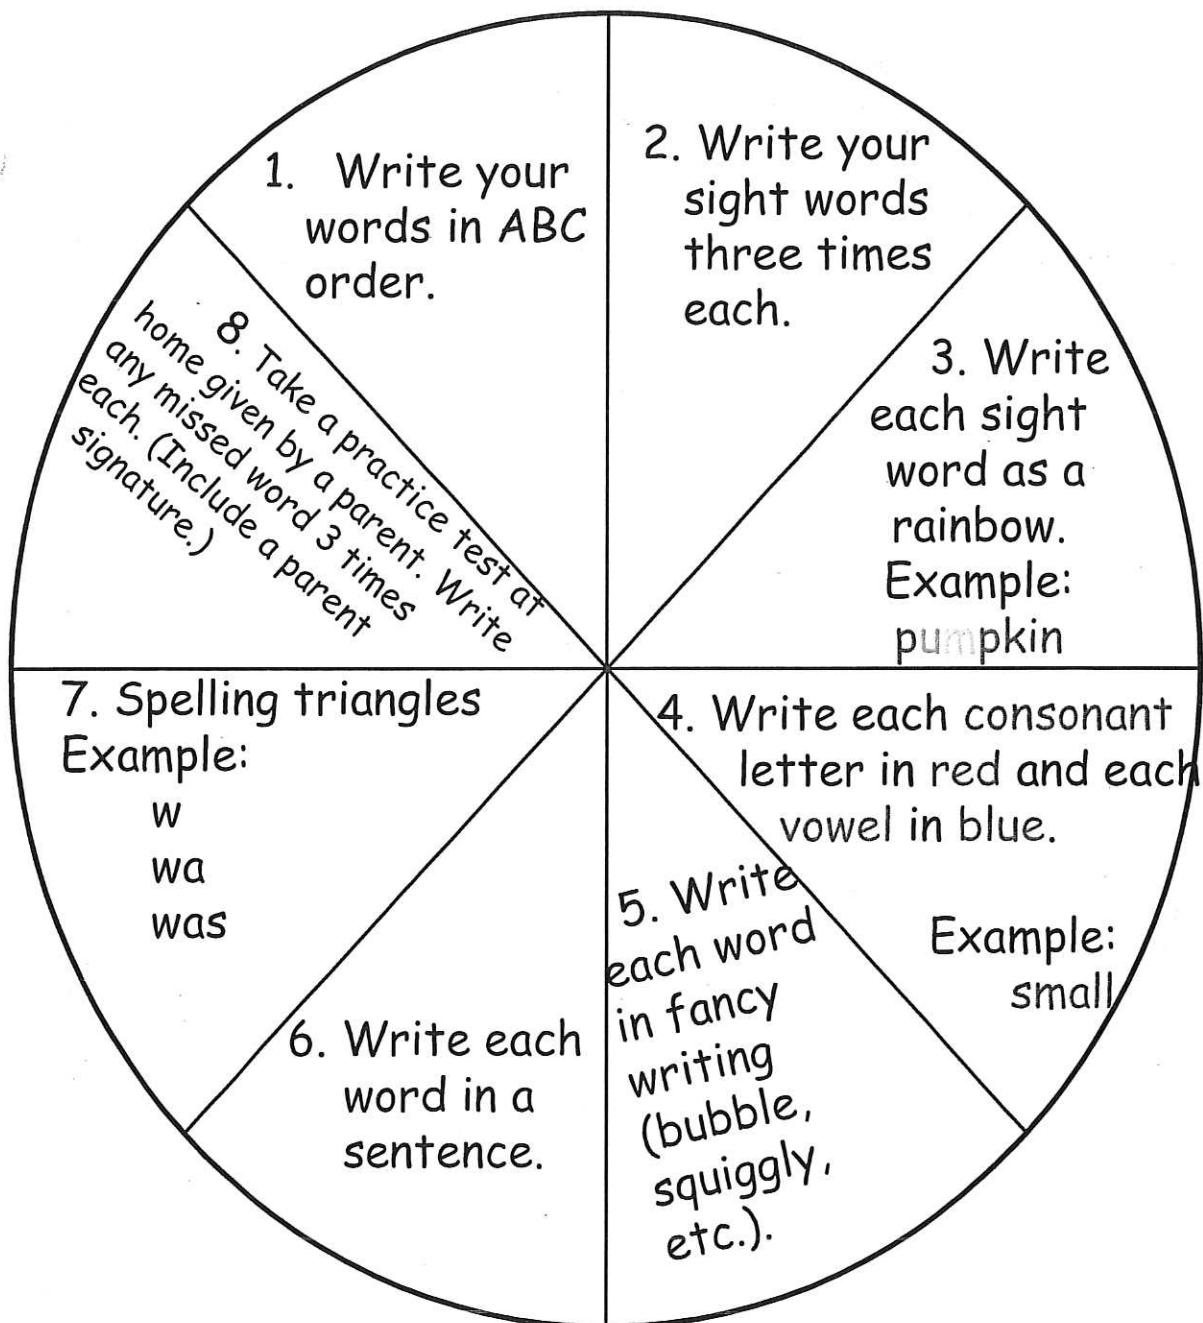 1. Write your
words in ABC
order.
2. Write your
sight words
three times
each.
3. Write
each sight
word as a
rainbow.
Example:
pumpkin
4. Write each consonant
letter in red and each
vowel in blue.
Example:
small
5. Write
each word
in fancy
writing
(bubble,
squiggly,
etc.).
6. Write each
word in a
sentence.
7. Spelling triangles
Example:
w
wa
was
8. Take a practice test at
home given by a parent. Write
any missed word 3 times
each. (Include a parent
signature.)